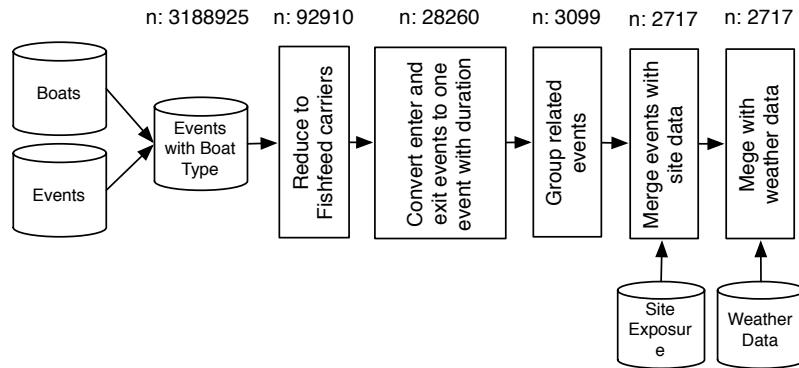 n: 3188925
n: 92910
n: 28260
n: 3099
n: 2717
n: 2717
Boats
Events
Events
with Boat
Type
Reduce to
Fishfeed carriers
Convert enter and
exit events to one
event with duration
Group related
events
Merge events with
site data
Mege with
weather data
Site
Exposur
e
Weather
Data